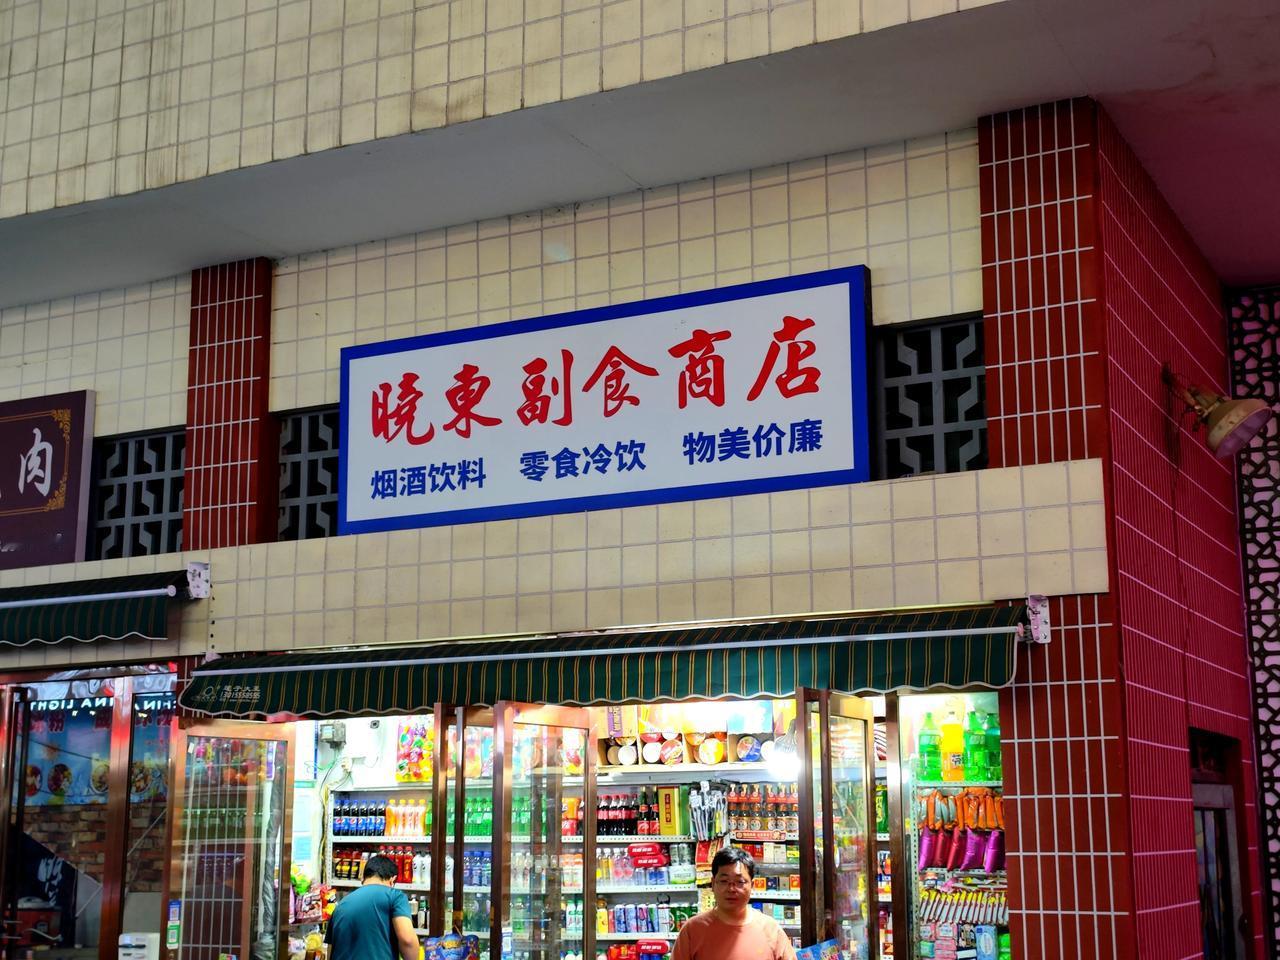 晓東副食商店
烟酒饮料 零食冷饮 物美价廉
肉